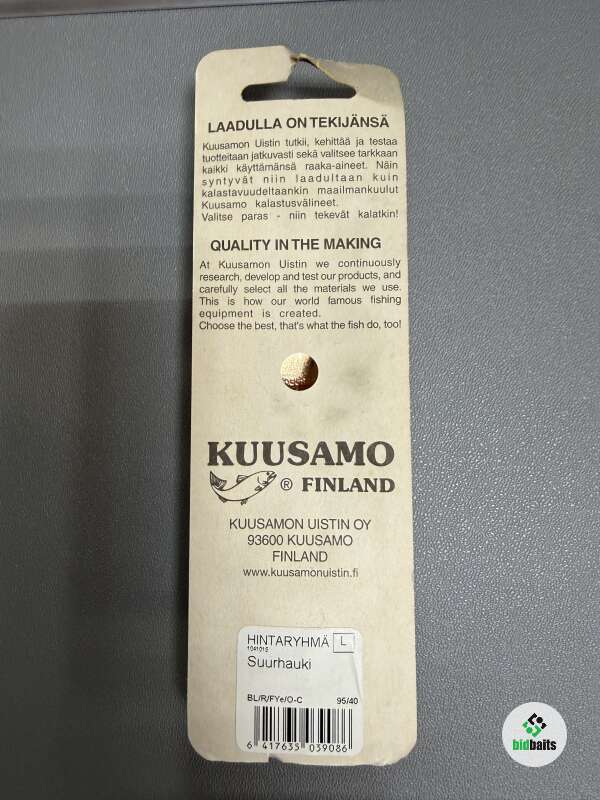 LAADULLA ON TEKIJÄNSÄ
Kuusamon Uistin tutkii, kehittää ja testaa
tuotteitaan jatkuvasti sekä valitsee tarkkaan
kaikki käyttämänsä raaka-aineet. Näin
syntyvät niin laadultaan kuin
kalastavuudeltaankin maailmankuulut
Kuusamo kalastusvälineet.
Valitse paras - niin tekevät kalatkin!
QUALITY IN THE MAKING
At Kuusamon Uistin we continuously
research, develop and test our products, and
carefully select all the materials we use.
This is how our world famous fishing
equipment is created.
Choose the best, that's what the fish do, too!
KUUSAMO
® FINLAND
KUUSAMON UISTIN OY
93600 KUUSAMO
FINLAND
www.kuusamonuistin.fi
HINTARYHMÄ L
1041015
Suurhauki
BL/R/FYe/O-C 95/40
6 417635 039086
bidbaits